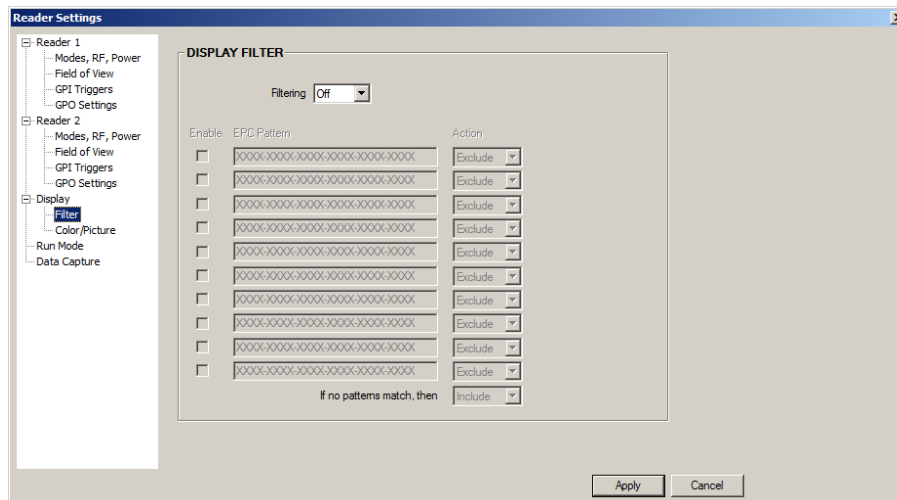 Reader Settings
Reader 1
Modes, RF, Power
Field of View
GPI Triggers
GPO Settings
Reader 2
Modes, RF, Power
Field of View
GPI Triggers
GPO Settings
Display
Filter
Color/Picture
Run Mode
Data Capture
DISPLAY FILTER
Filtering Off
Enable EPC Pattern Action
XXXX-XXXX-XXXX-XXXX-XXXX-XXXX Exclude
XXXX-XXXX-XXXX-XXXX-XXXX-XXXX Exclude
XXXX-XXXX-XXXX-XXXX-XXXX-XXXX Exclude
XXXX-XXXX-XXXX-XXXX-XXXX-XXXX Exclude
XXXX-XXXX-XXXX-XXXX-XXXX-XXXX Exclude
XXXX-XXXX-XXXX-XXXX-XXXX-XXXX Exclude
XXXX-XXXX-XXXX-XXXX-XXXX-XXXX Exclude
XXXX-XXXX-XXXX-XXXX-XXXX-XXXX Exclude
XXXX-XXXX-XXXX-XXXX-XXXX-XXXX Exclude
XXXX-XXXX-XXXX-XXXX-XXXX-XXXX Exclude
If no patterns match, then Include
Apply Cancel